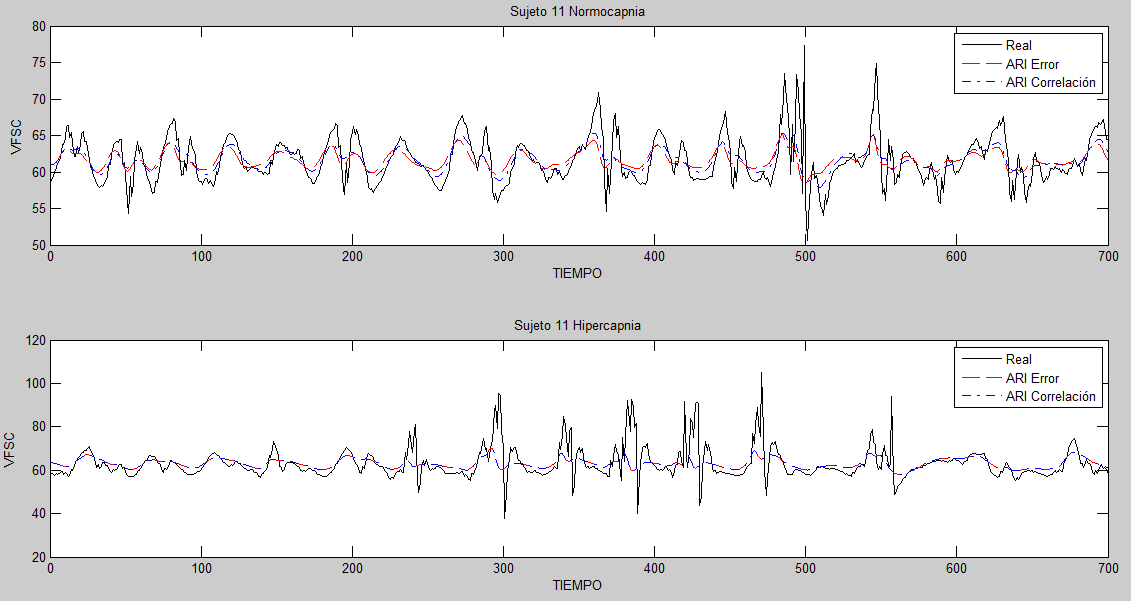 Sujeto 11 Normocapnia
80
75
70
65
60
55
50
VFSC
Real
ARI Error
ARI Correlación
0 100 200 300 400 500 600 700
TIEMPO
Sujeto 11 Hipercapnia
120
100
80
60
40
20
VFSC
Real
ARI Error
ARI Correlación
0 100 200 300 400 500 600 700
TIEMPO